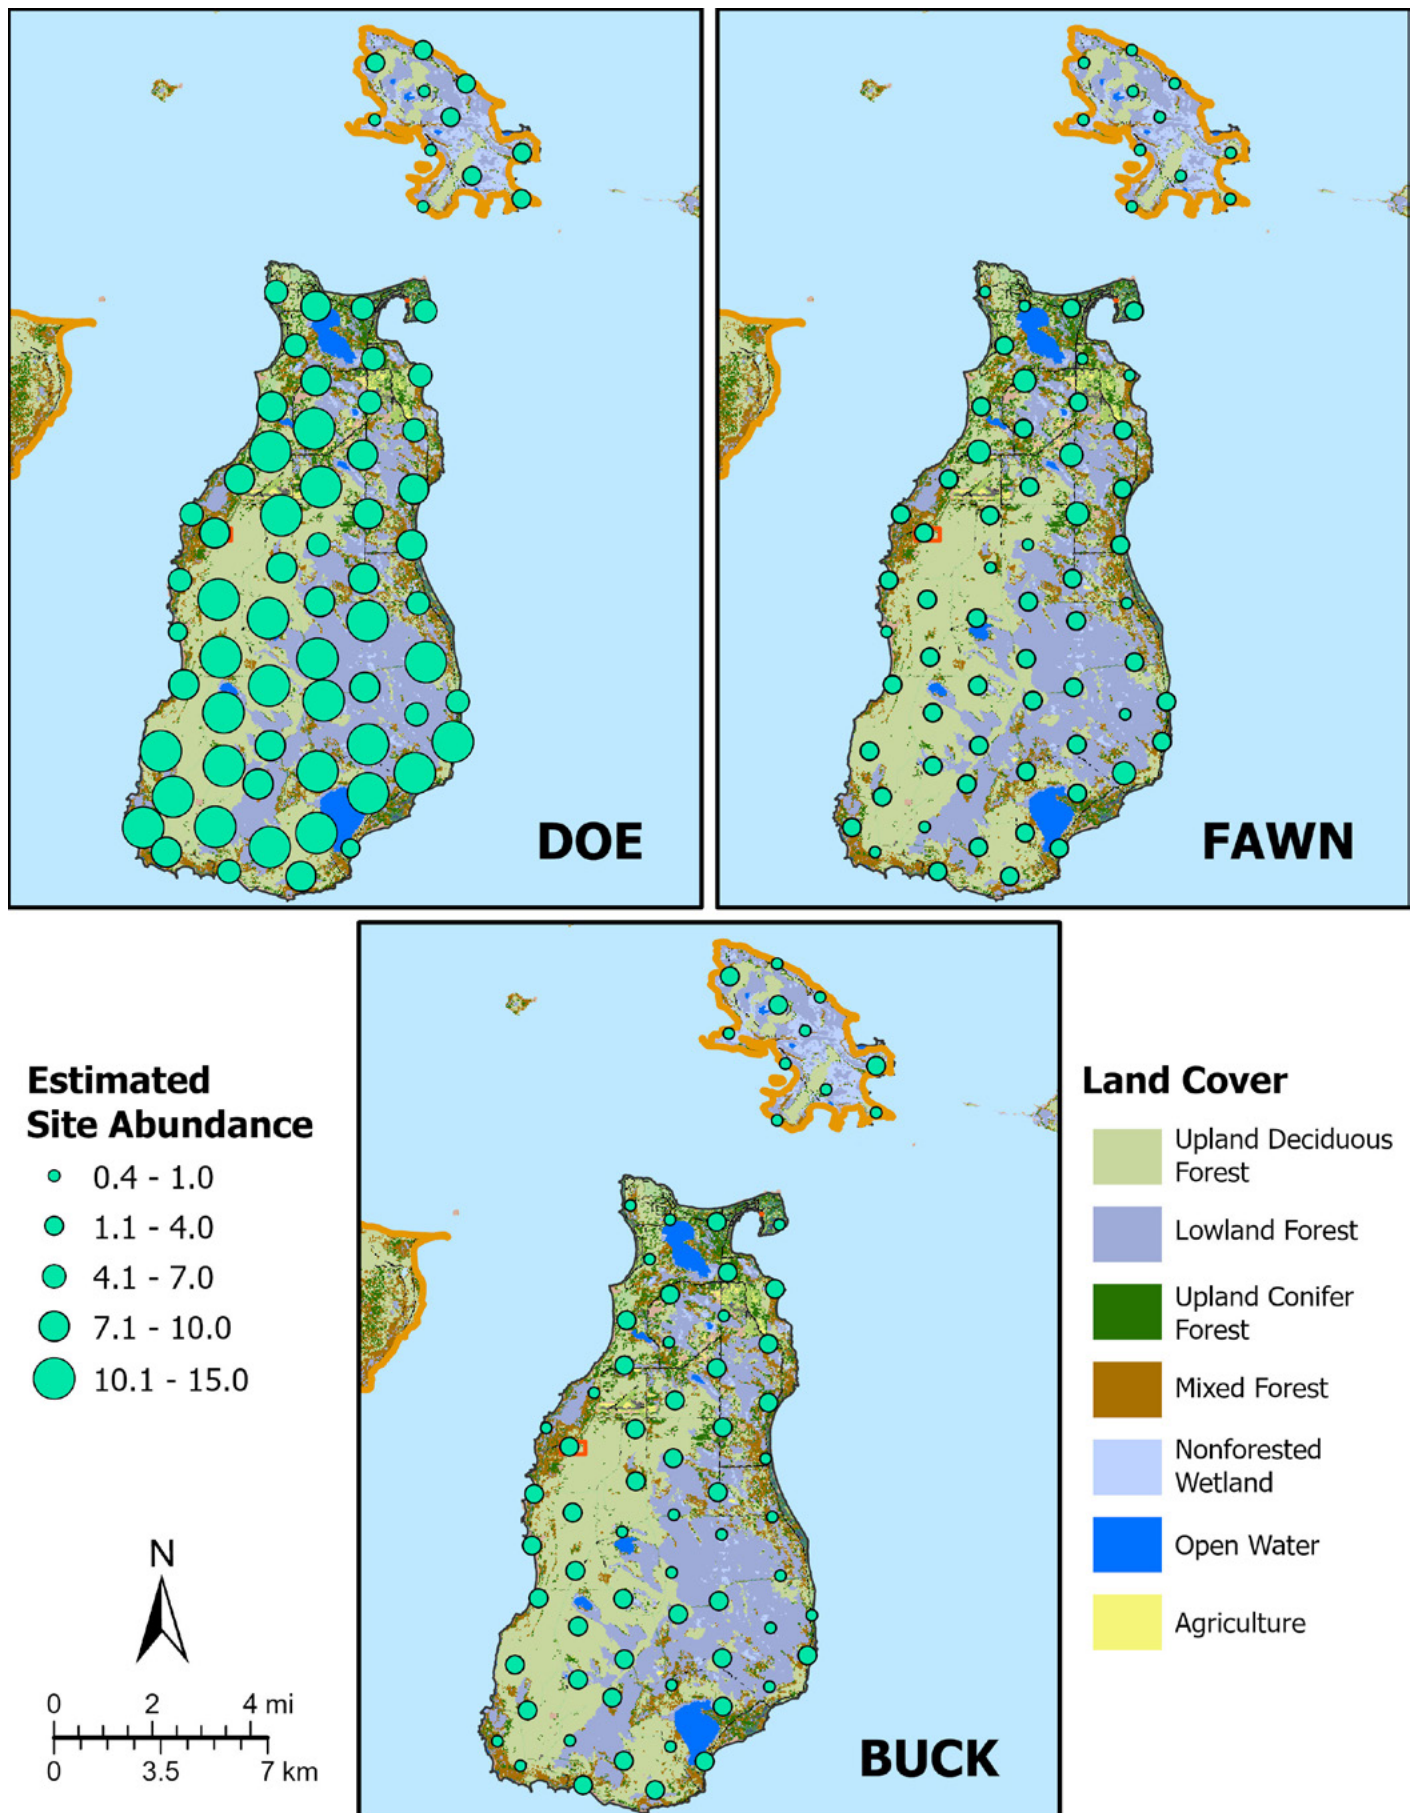 DOE
FAWN
BUCK
Estimated
Site Abundance
0.4 - 1.0
1.1 - 4.0
4.1 - 7.0
7.1 - 10.0
10.1 - 15.0
N
0 2 4 mi
0 3.5 7 km
Land Cover
Upland Deciduous
Forest
Lowland Forest
Upland Conifer
Forest
Mixed Forest
Nonforested
Wetland
Open Water
Agriculture